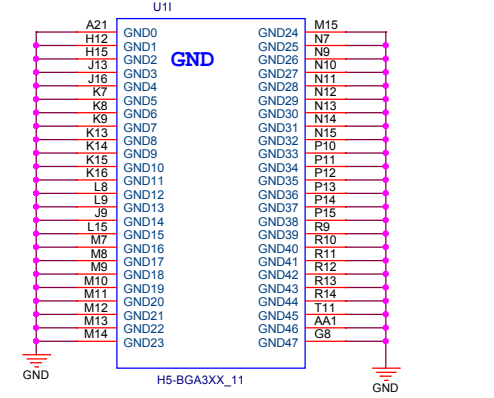 U1I
A21 GND0 GND24 M15
H12 GND1 GND25 N7
H15 GND2 GND26 N9
GND
J13 GND3 GND27 N10
J16 GND4 GND28 N11
K7 GND5 GND29 N12
K8 GND6 GND30 N13
K9 GND7 GND31 N14
K13 GND8 GND32 N15
K14 GND9 GND33 P10
K15 GND10 GND34 P11
K16 GND11 GND35 P12
L8 GND12 GND36 P13
L9 GND13 GND37 P14
J9 GND14 GND38 P15
L15 GND15 GND39 R9
M7 GND16 GND40 R10
M8 GND17 GND41 R11
M9 GND18 GND42 R12
M10 GND19 GND43 R13
M11 GND20 GND44 R14
M12 GND21 GND45 T11
M13 GND22 GND46 AA1
M14 GND23 GND47 G8
GND
H5-BGA3XX_11
GND